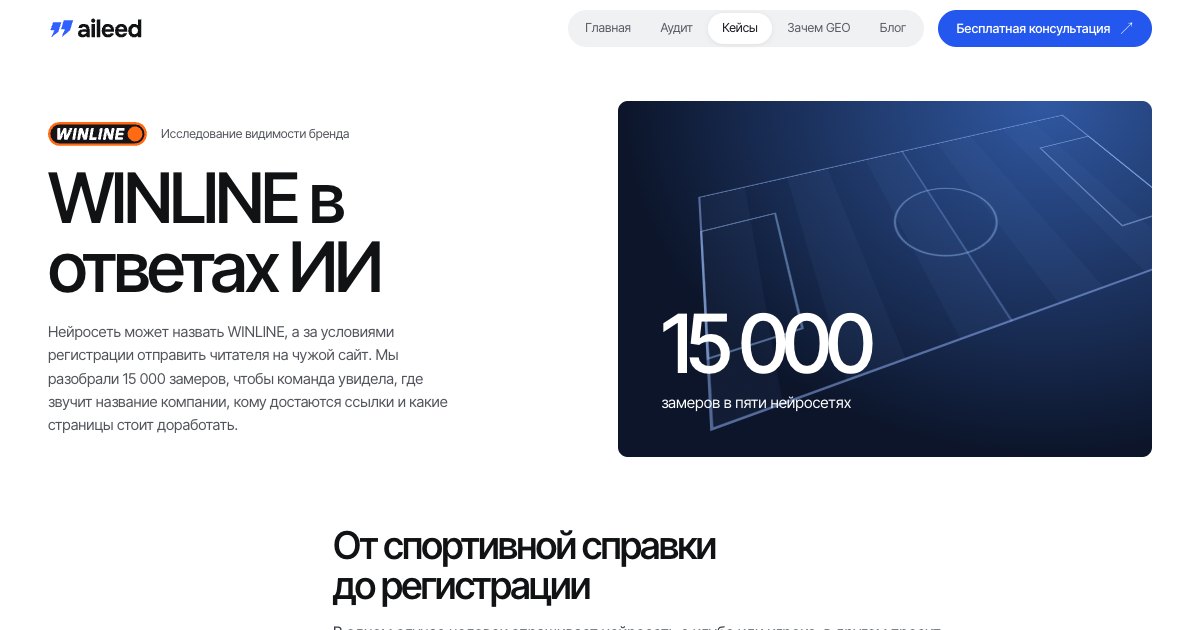 aileed
Главная Аудит Кейсы Зачем GEO Блог
Бесплатная консультация
WINLINE
Исследование видимости бренда
WINLINE в
ответах ИИ
Нейросеть может назвать WINLINE, а за условиями
регистрации отправить читателя на чужой сайт. Мы
разобрали 15 000 замеров, чтобы команда увидела, где
звучит название компании, кому достаются ссылки и какие
страницы стоит доработать.
15 000
замеров в пяти нейросетях
От спортивной справки
до регистрации